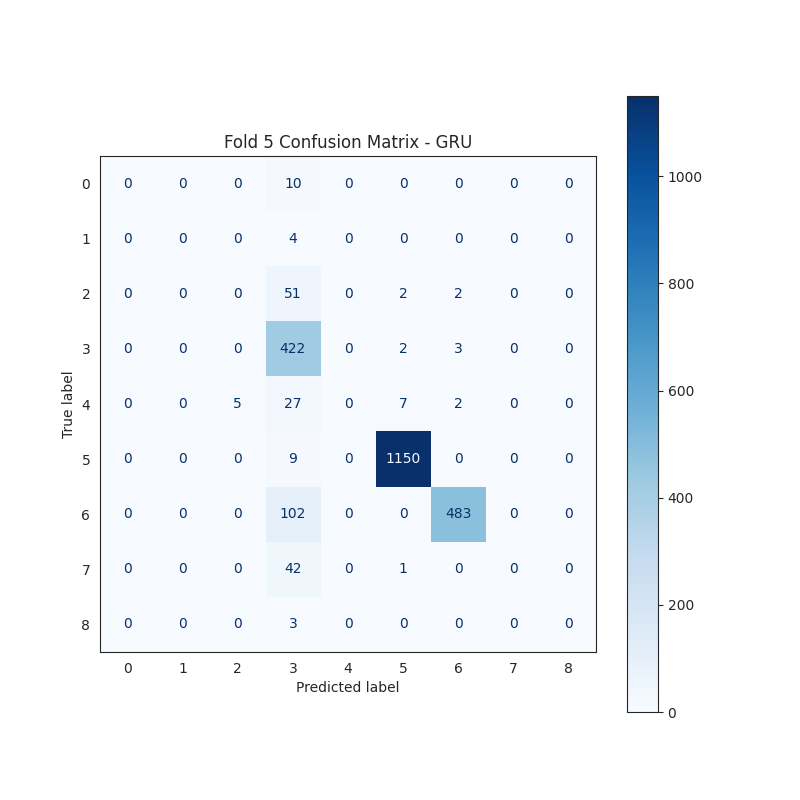 Fold 5 Confusion Matrix - GRU
0 0 0 0 10 0 0 0 0 0
1 0 0 0 4 0 0 0 0 0
2 0 0 0 51 0 2 2 0 0
3 0 0 0 422 0 2 3 0 0
4 0 0 5 27 0 7 2 0 0
5 0 0 0 9 0 1150 0 0 0
6 0 0 0 102 0 0 483 0 0
7 0 0 0 42 0 1 0 0 0
8 0 0 0 3 0 0 0 0 0
0 1 2 3 4 5 6 7 8
Predicted label
True label
1000
800
600
400
200
0